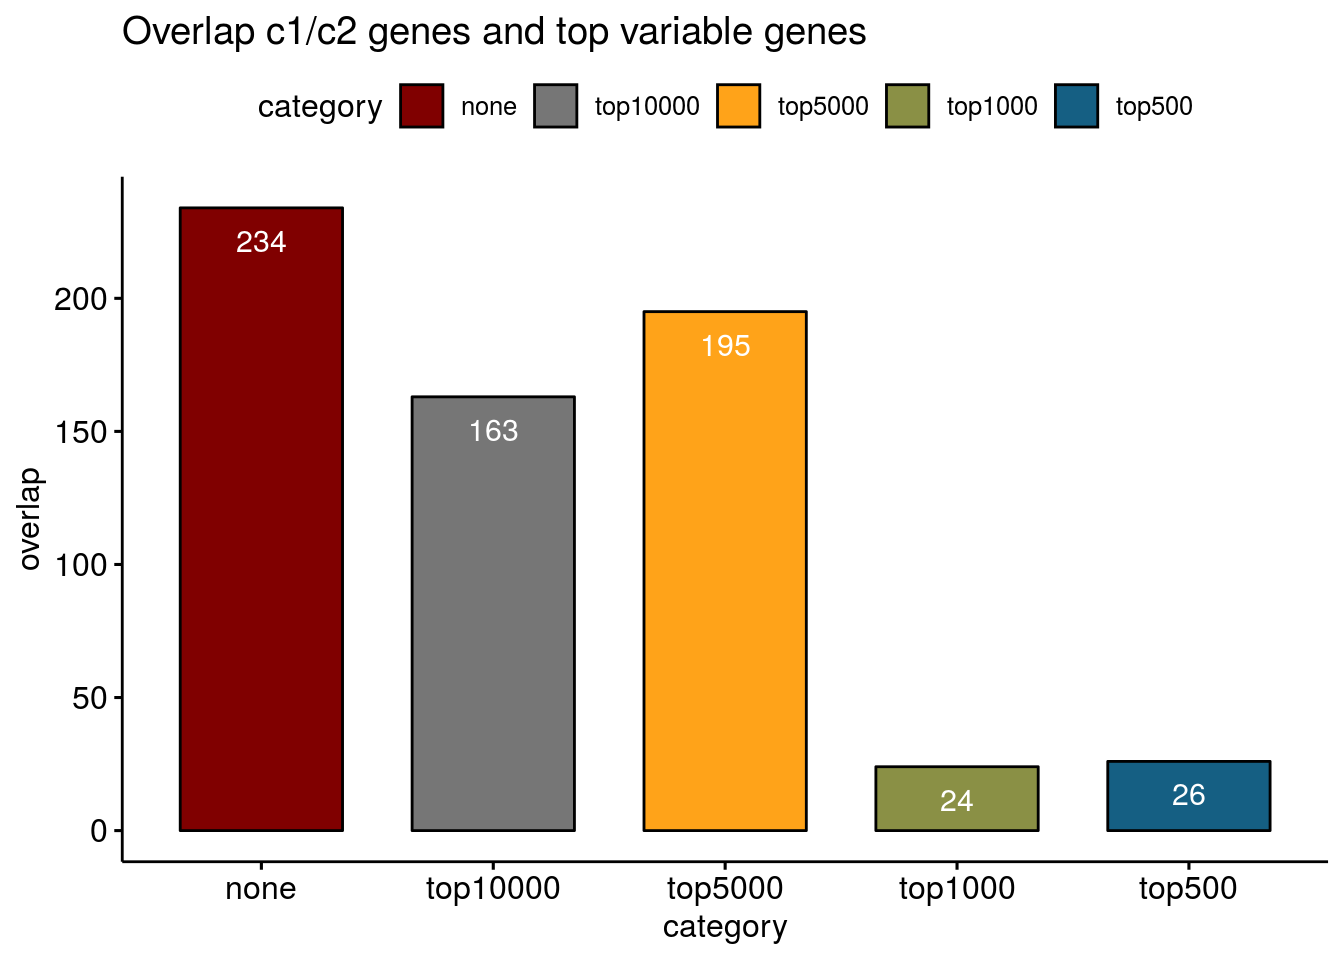 Overlap c1/c2 genes and top variable genes
category none top10000 top5000 top1000 top500
overlap
200
150
100
50
0
234
163
195
24
26
none top10000 top5000 top1000 top500
category